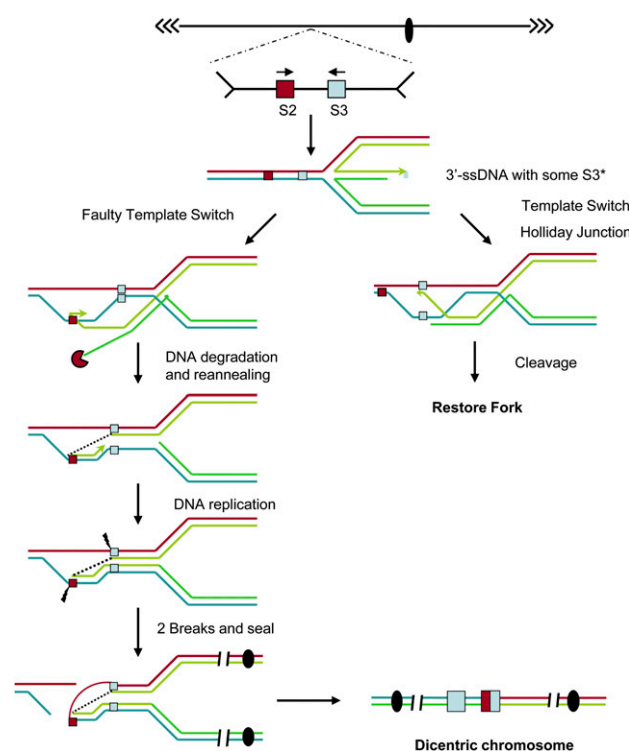 S2
S3
3'-ssDNA with some S3*
Faulty Template Switch
Template Switch
Holliday Junction
DNA degradation
and reannealing
Cleavage
Restore Fork
DNA replication
2 Breaks and seal
Dicentric chromosome